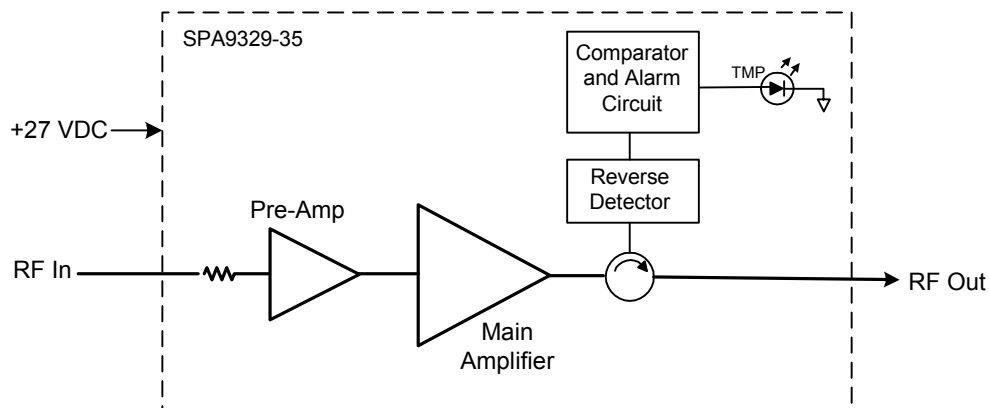 SPA9329-35
Comparator
and Alarm
Circuit
TMP
+27 VDC
Reverse
Detector
Pre-Amp
RF In
RF Out
Main
Amplifier